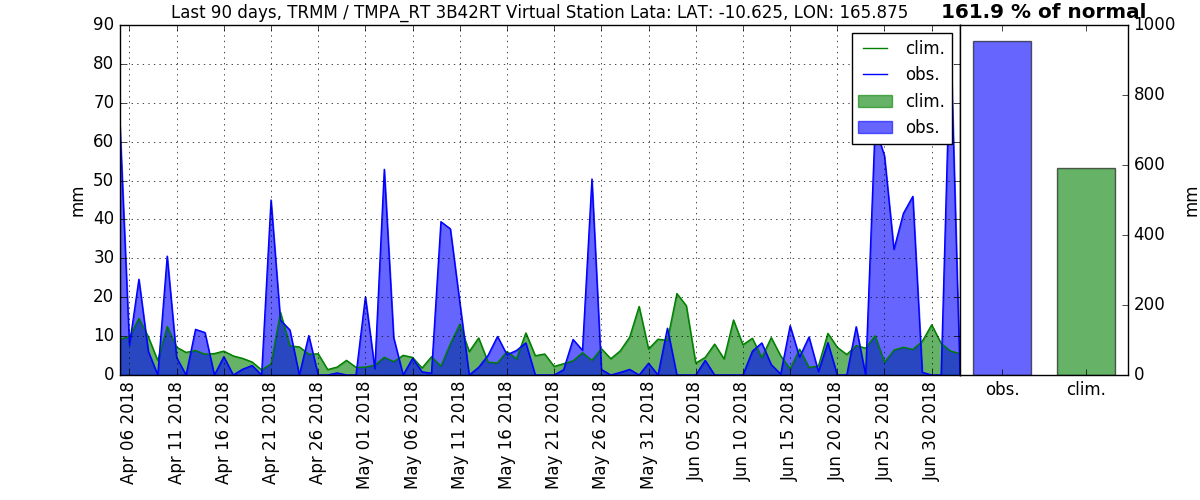 Last 90 days, TRMM / TMPA_RT 3B42RT Virtual Station Lata: LAT: -10.625, LON: 165.875
161.9 % of normal
90
80
70
60
50
40
30
20
10
0
mm
clim.
obs.
clim.
obs.
Apr 06 2018
Apr 11 2018
Apr 16 2018
Apr 21 2018
Apr 26 2018
May 01 2018
May 06 2018
May 11 2018
May 16 2018
May 21 2018
May 26 2018
May 31 2018
Jun 05 2018
Jun 10 2018
Jun 15 2018
Jun 20 2018
Jun 25 2018
Jun 30 2018
1000
800
600
400
200
0
mm
obs.
clim.